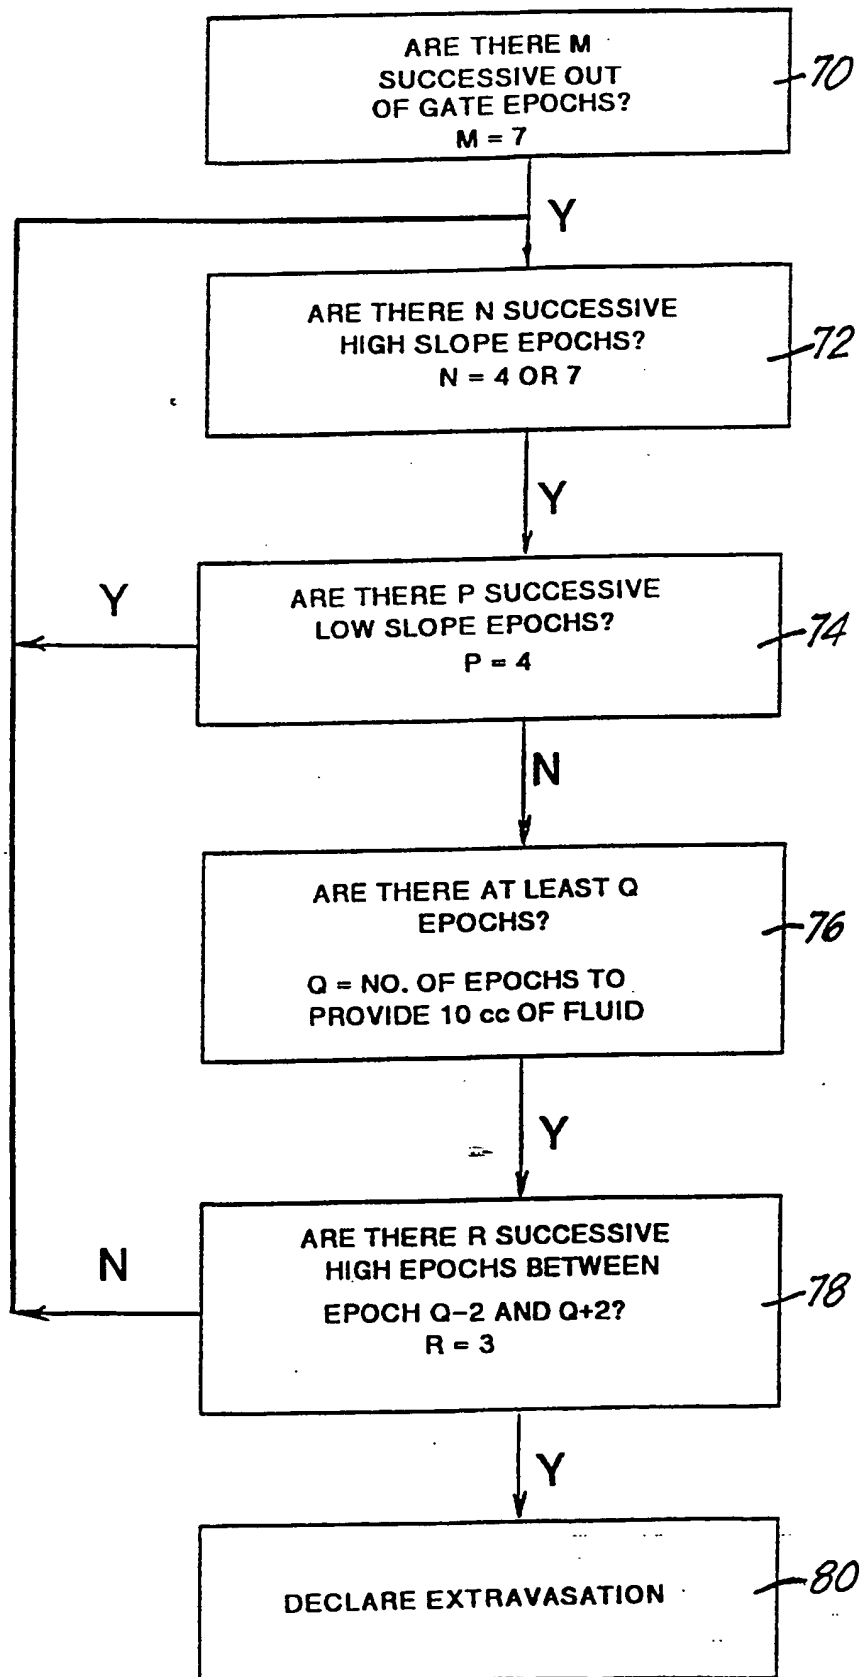 ARE THERE M
SUCCESSIVE OUT
OF GATE EPOCHS?
M = 7
70
Y
ARE THERE N SUCCESSIVE
HIGH SLOPE EPOCHS?
N = 4 OR 7
72
Y
ARE THERE P SUCCESSIVE
LOW SLOPE EPOCHS?
P = 4
74
Y
N
ARE THERE AT LEAST Q
EPOCHS?
Q = NO. OF EPOCHS TO
PROVIDE 10 cc OF FLUID
76
Y
ARE THERE R SUCCESSIVE
HIGH EPOCHS BETWEEN
EPOCH Q-2 AND Q+2?
R = 3
78
N
Y
DECLARE EXTRAVASATION
80